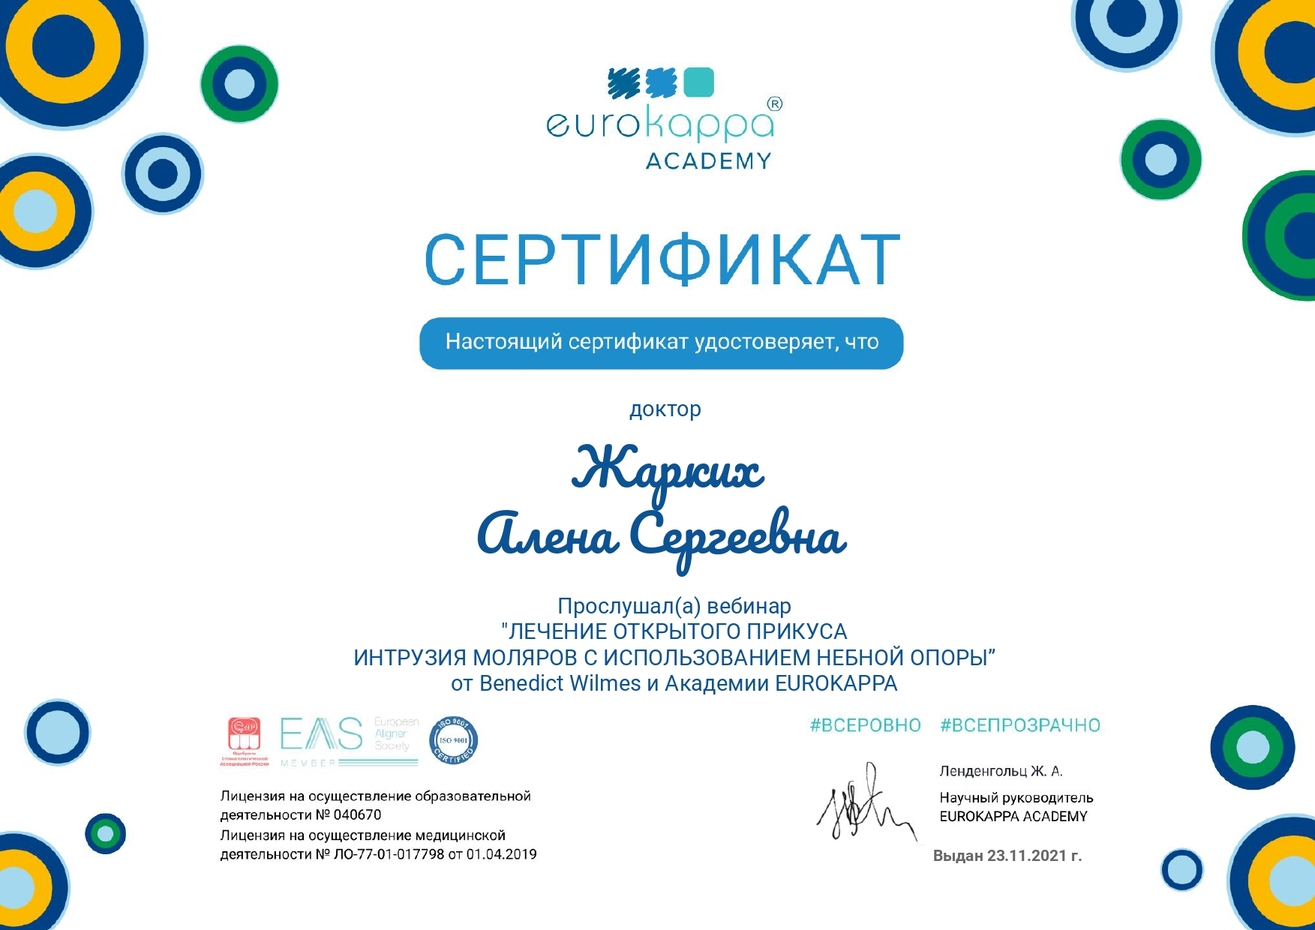 eurokappa®
ACADEMY
СЕРТИФИКАТ
Настоящий сертификат удостоверяет, что
доктор
Жарких
Алена Сергеевна
Прослушал(а) вебинар
"ЛЕЧЕНИЕ ОТКРЫТОГО ПРИКУСА
ИНТРУЗИЯ МОЛЯРОВ С ИСПОЛЬЗОВАНИЕМ НЕБНОЙ ОПОРЫ”
от Benedict Wilmes и Академии EUROKAPPA
EAS European
Aligner
Society
MEMBER
ISO 9001
ISO 9001
CERTIFIED
#ВСЕРОВНО #ВСЕПРОЗРАЧНО
Лицензия на осуществление образовательной
деятельности № 040670
Лицензия на осуществление медицинской
деятельности № ЛО-77-01-017798 от 01.04.2019
Ленденгольц Ж. А.
Научный руководитель
EUROKAPPA ACADEMY
Выдан 23.11.2021 г.